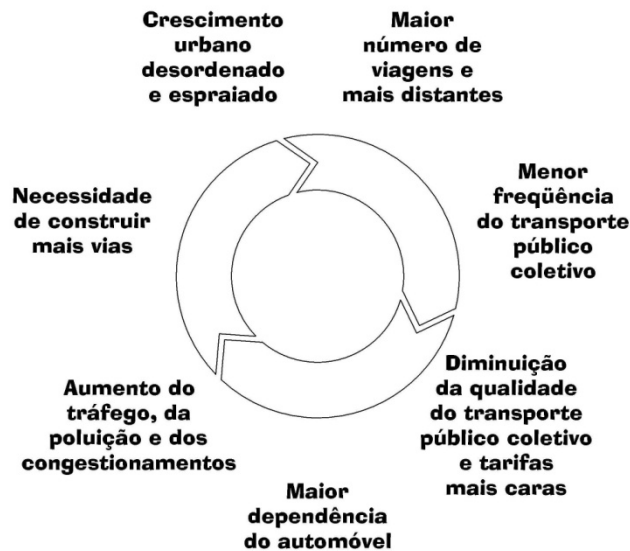 Crescimento
urbano
desordenado
e espraiado
Maior
número de
viagens e
mais distantes
Menor
freqüência
do transporte
público
coletivo
Diminuição
da qualidade
do transporte
público coletivo
e tarifas
mais caras
Maior
dependência
do automóvel
Aumento do
tráfego, da
poluição e dos
congestionamentos
Necessidade
de construir
mais vias